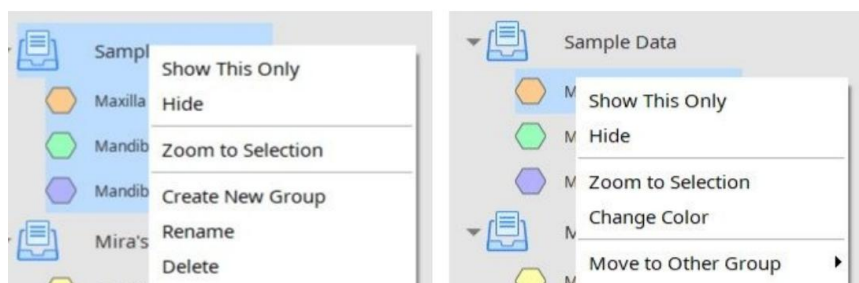 Sampl
Show This Only
Maxilla
Hide
Mandib
Zoom to Selection
Mandib
Create New Group
Rename
Mira's
Delete
Sample Data
M
Show This Only
M
Hide
M
Zoom to Selection
Change Color
M
Move to Other Group
M